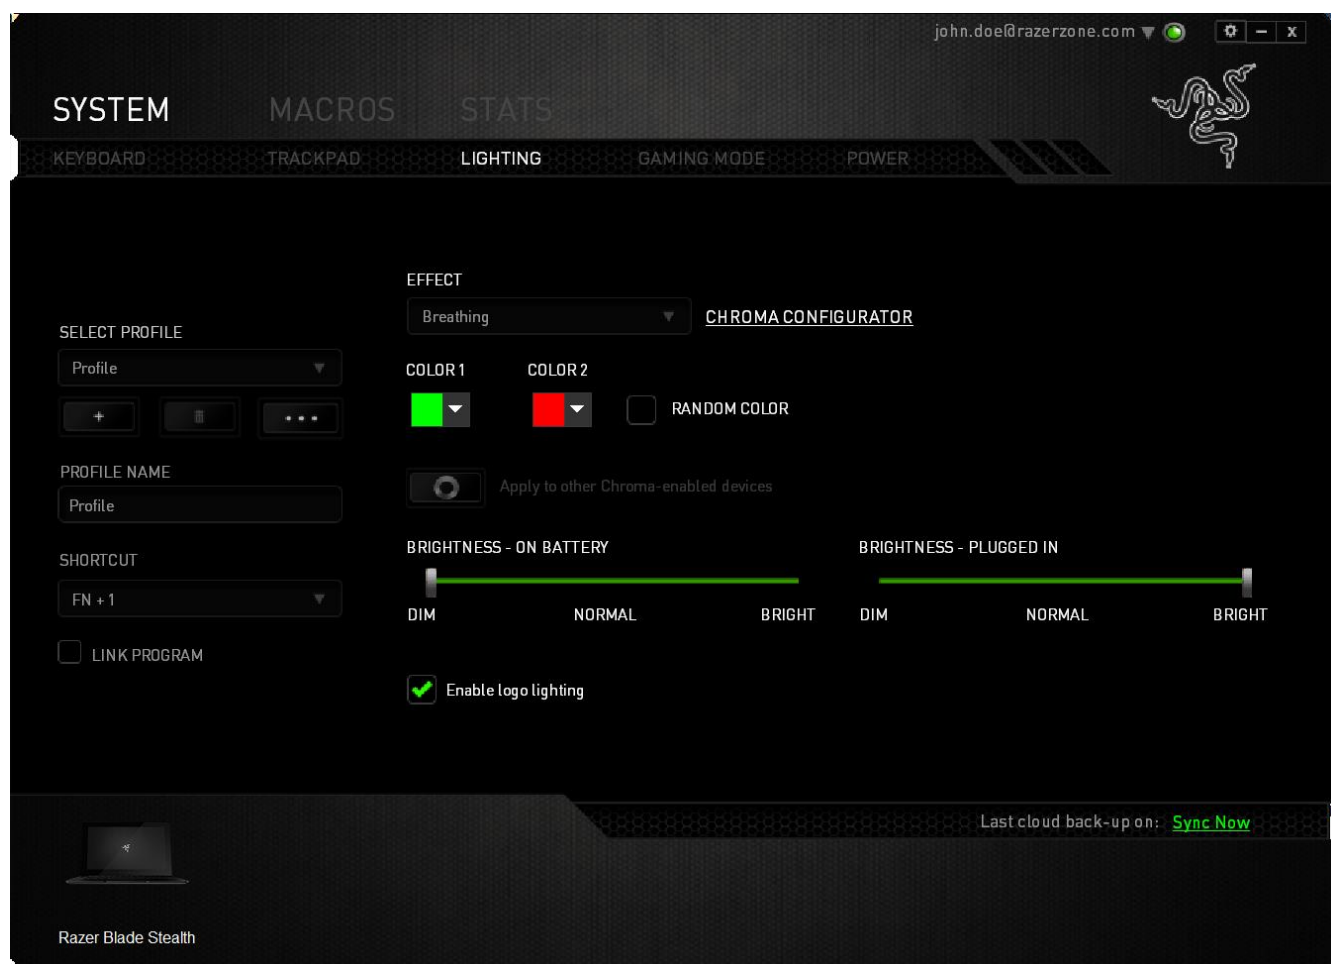 john.doe@razerzone.com
SYSTEM MACROS STATS
KEYBOARD TRACKPAD LIGHTING GAMING MODE POWER
EFFECT
Breathing CHROMA CONFIGURATOR
SELECT PROFILE
Profile
COLOR 1 COLOR 2
RANDOM COLOR
PROFILE NAME
Profile
Apply to other Chroma-enabled devices
SHORTCUT
FN + 1
BRIGHTNESS - ON BATTERY BRIGHTNESS - PLUGGED IN
DIM NORMAL BRIGHT DIM NORMAL BRIGHT
LINK PROGRAM
Enable logo lighting
Last cloud back-up on: Sync Now
Razer Blade Stealth